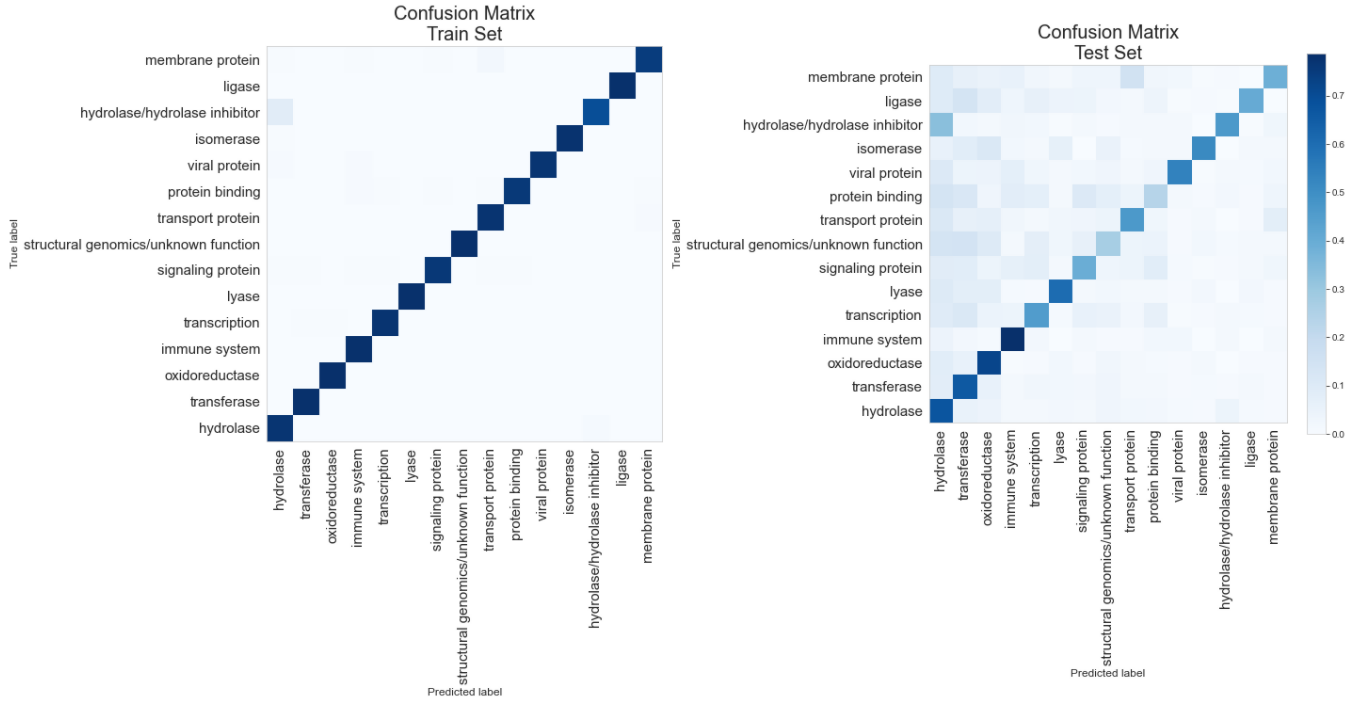 Confusion Matrix
Train Set
True label
membrane protein
ligase
hydrolase/hydrolase inhibitor
isomerase
viral protein
protein binding
transport protein
structural genomics/unknown function
signaling protein
lyase
transcription
immune system
oxidoreductase
transferase
hydrolase
hydrolase
transferase
oxidoreductase
immune system
transcription
lyase
signaling protein
structural genomics/unknown function
transport protein
protein binding
viral protein
isomerase
hydrolase/hydrolase inhibitor
ligase
membrane protein
Predicted label
Confusion Matrix
Test Set
True label
membrane protein
ligase
hydrolase/hydrolase inhibitor
isomerase
viral protein
protein binding
transport protein
structural genomics/unknown function
signaling protein
lyase
transcription
immune system
oxidoreductase
transferase
hydrolase
hydrolase
transferase
oxidoreductase
immune system
transcription
lyase
signaling protein
structural genomics/unknown function
transport protein
protein binding
viral protein
isomerase
hydrolase/hydrolase inhibitor
ligase
membrane protein
Predicted label
0.7
0.6
0.5
0.4
0.3
0.2
0.1
0.0